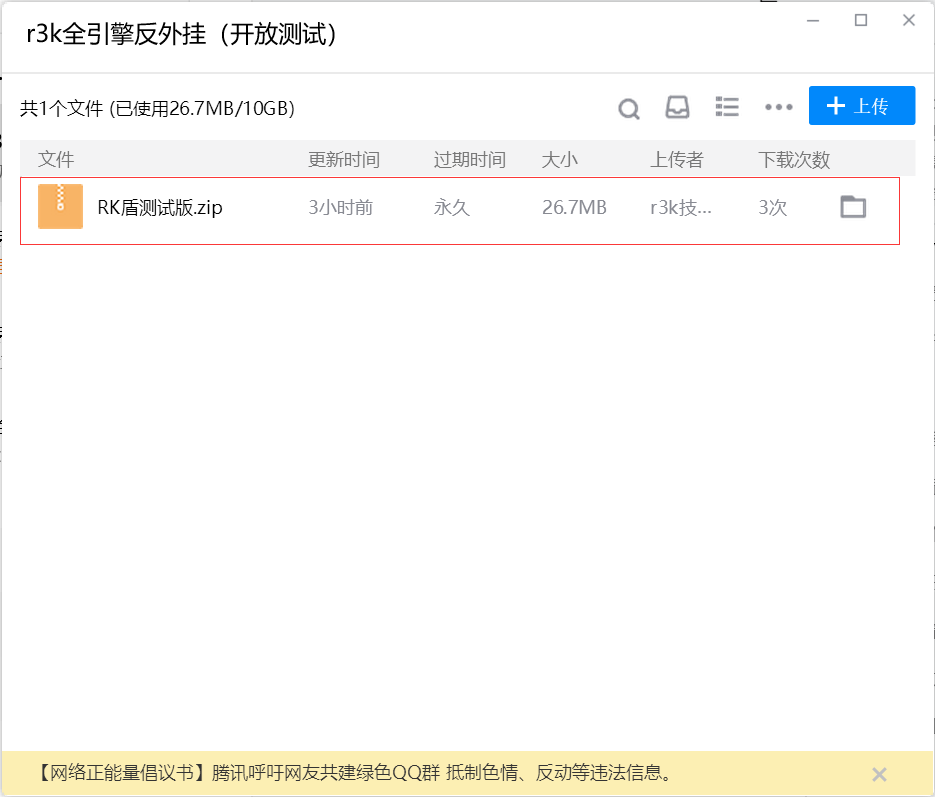 r3k全引擎反外挂（开放测试）
共1个文件 (已使用26.7MB/10GB)
上传
文件 更新时间 过期时间 大小 上传者 下载次数
RK盾测试版.zip 3小时前 永久 26.7MB r3k技... 3次
【网络正能量倡议书】腾讯呼吁网友共建绿色QQ群 抵制色情、反动等违法信息。